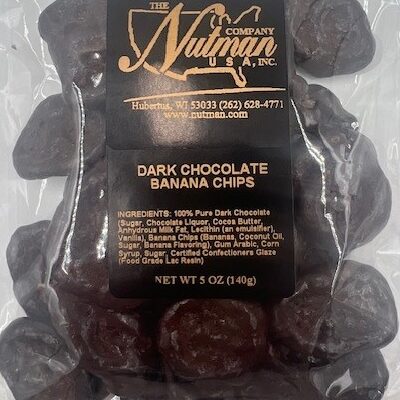 THE
Nutman
COMPANY
USA, INC.
Hubertus, WI 53033 (262) 628-4771
www.nutman.com
DARK CHOCOLATE
BANANA CHIPS
INGREDIENTS: 100% Pure Dark Chocolate
(Sugar, Chocolate Liquor, Cocoa Butter,
Anhydrous Milk Fat, Lecithin (an emulsifier),
Vanilla), Banana Chips (Bananas, Coconut Oil,
Sugar, Banana Flavoring), Gum Arabic, Corn
Syrup, Sugar, Certified Confectioners Glaze
(Food Grade Lac Resin)
NET WT 5 OZ (140g)